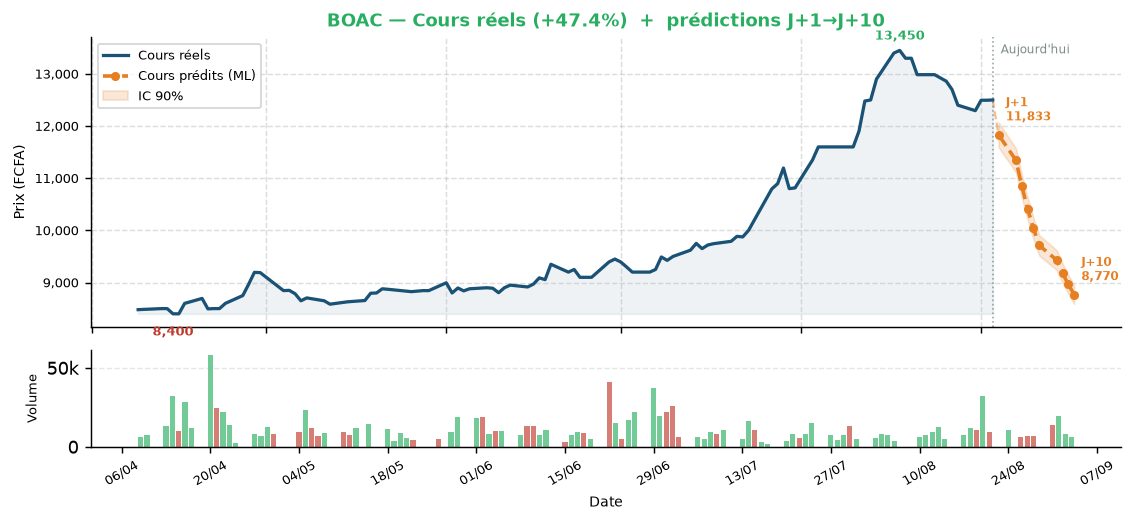 BOAC — Cours réels (+47.4%)  +  prédictions J+1→J+10
13,450
Cours réels
Cours prédits (ML)
IC 90%
Aujourd'hui
J+1
11,833
J+10
8,770
8,400
Prix (FCFA)
13,000
12,000
11,000
10,000
9,000
Volume
50k
0
06/04
20/04
04/05
18/05
01/06
15/06
29/06
13/07
27/07
10/08
24/08
07/09
Date